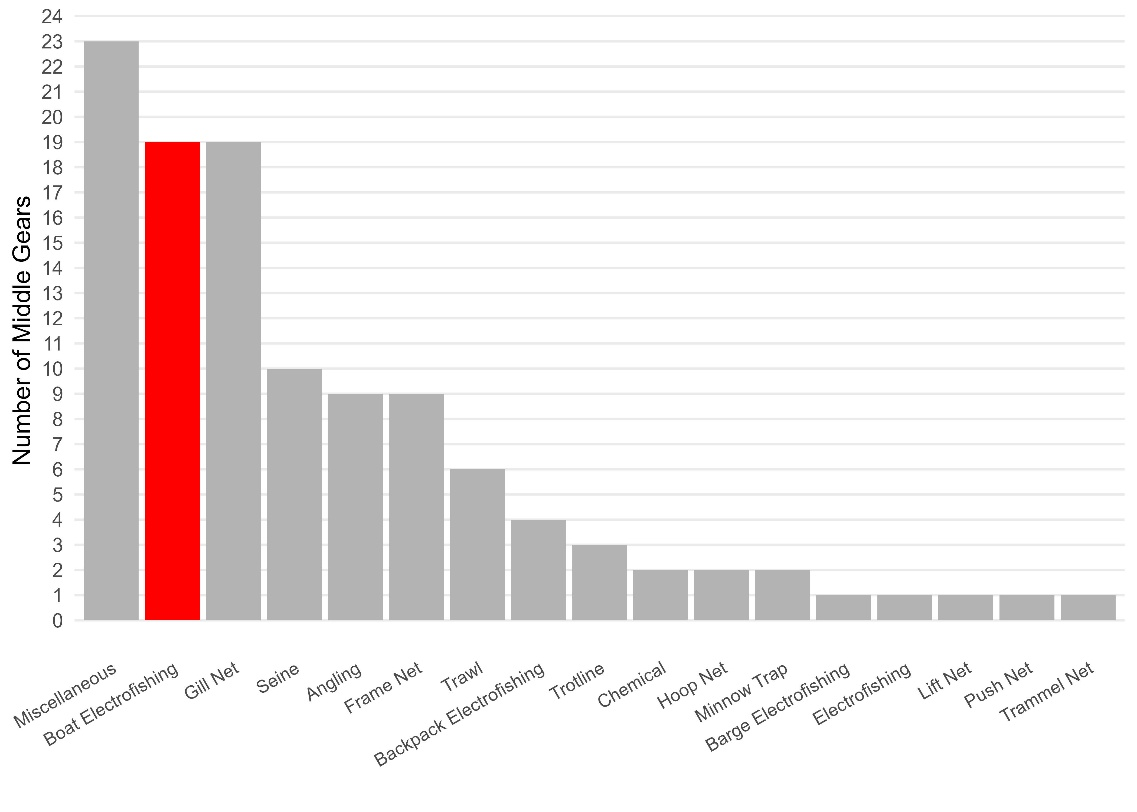 24
23
22
21
20
19
18
17
16
15
14
13
12
11
10
9
8
7
6
5
4
3
2
1
0
Number of Middle Gears
Miscellaneous
Boat Electrofishing
Gill Net
Seine
Angling
Frame Net
Trawl
Backpack Electrofishing
Trotline
Chemical
Hoop Net
Minnow Trap
Barge Electrofishing
Electrofishing
Lift Net
Push Net
Trammel Net